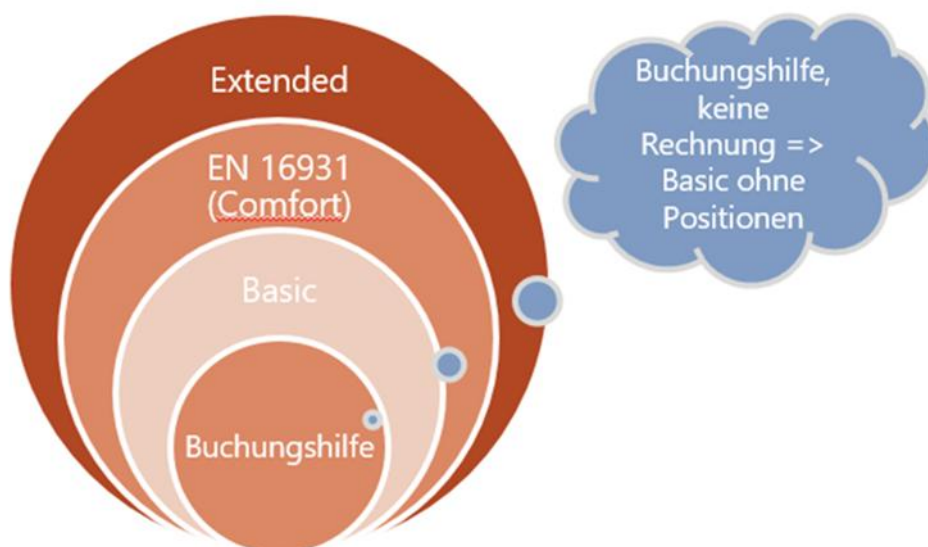 Extended
EN 16931
(Comfort)
Basic
Buchungshilfe
Buchungshilfe,
keine
Rechnung =>
Basic ohne
Positionen